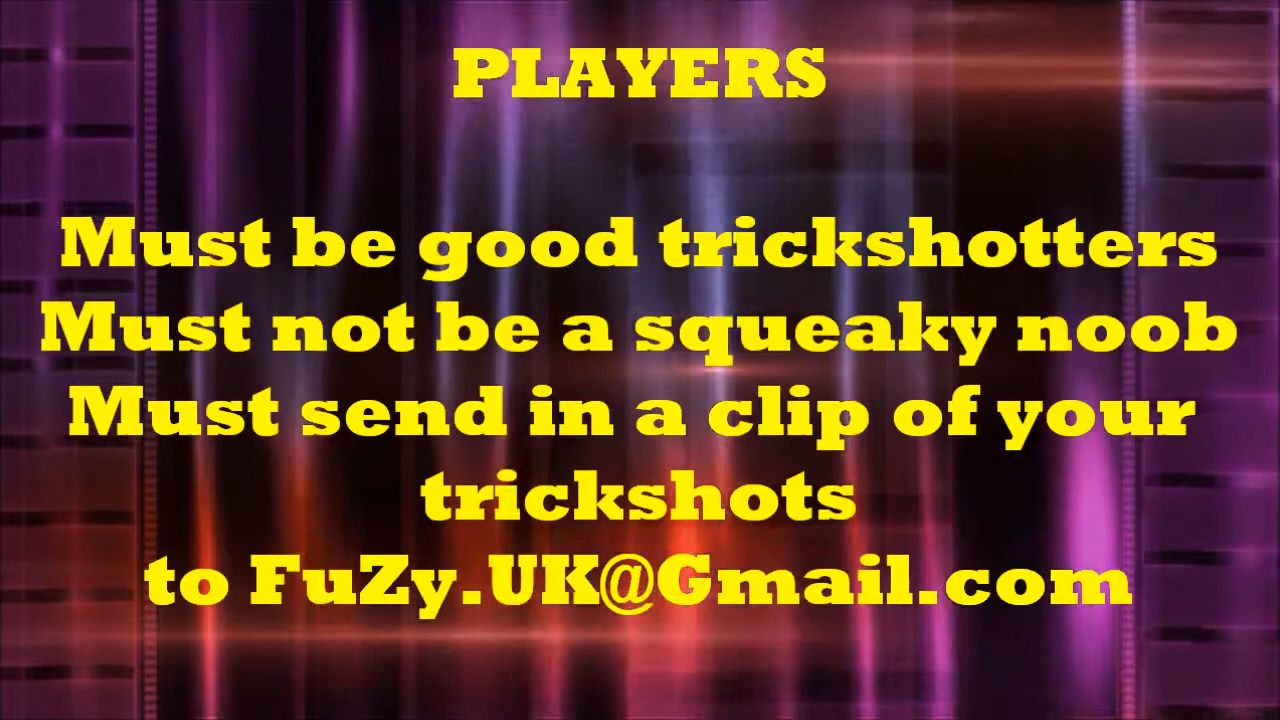 PLAYERS
Must be good trickshotters
Must not be a squeaky noob
Must send in a clip of your
trickshots
to FuZy.UK@Gmail.com